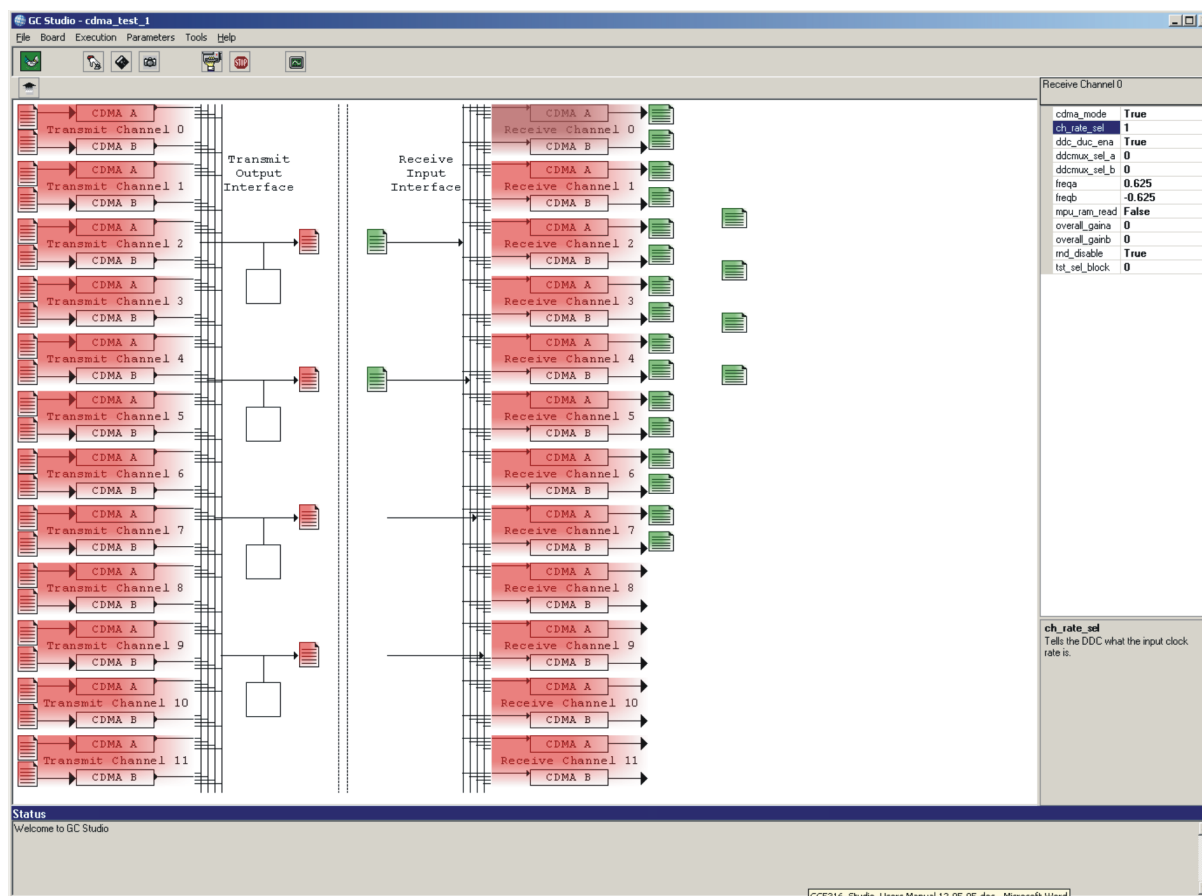 GC Studio - cdma_test_1
File Board Execution Parameters Tools Help
STOP
Receive Channel 0
cdma_mode True
ch_rate_sel 1
ddc_duc_ena True
ddcmux_sel_a 0
ddcmux_sel_b 0
freqa 0.625
freqb -0.625
mpu_ram_read False
overall_gaina 0
overall_gainb 0
rnd_disable True
tst_sel_block 0
CDMA A
Transmit Channel 0
CDMA B
CDMA A
Transmit Channel 1
CDMA B
CDMA A
Transmit Channel 2
CDMA B
CDMA A
Transmit Channel 3
CDMA B
CDMA A
Transmit Channel 4
CDMA B
CDMA A
Transmit Channel 5
CDMA B
CDMA A
Transmit Channel 6
CDMA B
CDMA A
Transmit Channel 7
CDMA B
CDMA A
Transmit Channel 8
CDMA B
CDMA A
Transmit Channel 9
CDMA B
CDMA A
Transmit Channel 10
CDMA B
CDMA A
Transmit Channel 11
CDMA B
Transmit
Output
Interface
Receive
Input
Interface
CDMA A
Receive Channel 0
CDMA B
CDMA A
Receive Channel 1
CDMA B
CDMA A
Receive Channel 2
CDMA B
CDMA A
Receive Channel 3
CDMA B
CDMA A
Receive Channel 4
CDMA B
CDMA A
Receive Channel 5
CDMA B
CDMA A
Receive Channel 6
CDMA B
CDMA A
Receive Channel 7
CDMA B
CDMA A
Receive Channel 8
CDMA B
CDMA A
Receive Channel 9
CDMA B
CDMA A
Receive Channel 10
CDMA B
CDMA A
Receive Channel 11
CDMA B
ch_rate_sel
Tells the DDC what the input clock
rate is.
Status
Welcome to GC Studio
Studio Users Manual Microsoft Word